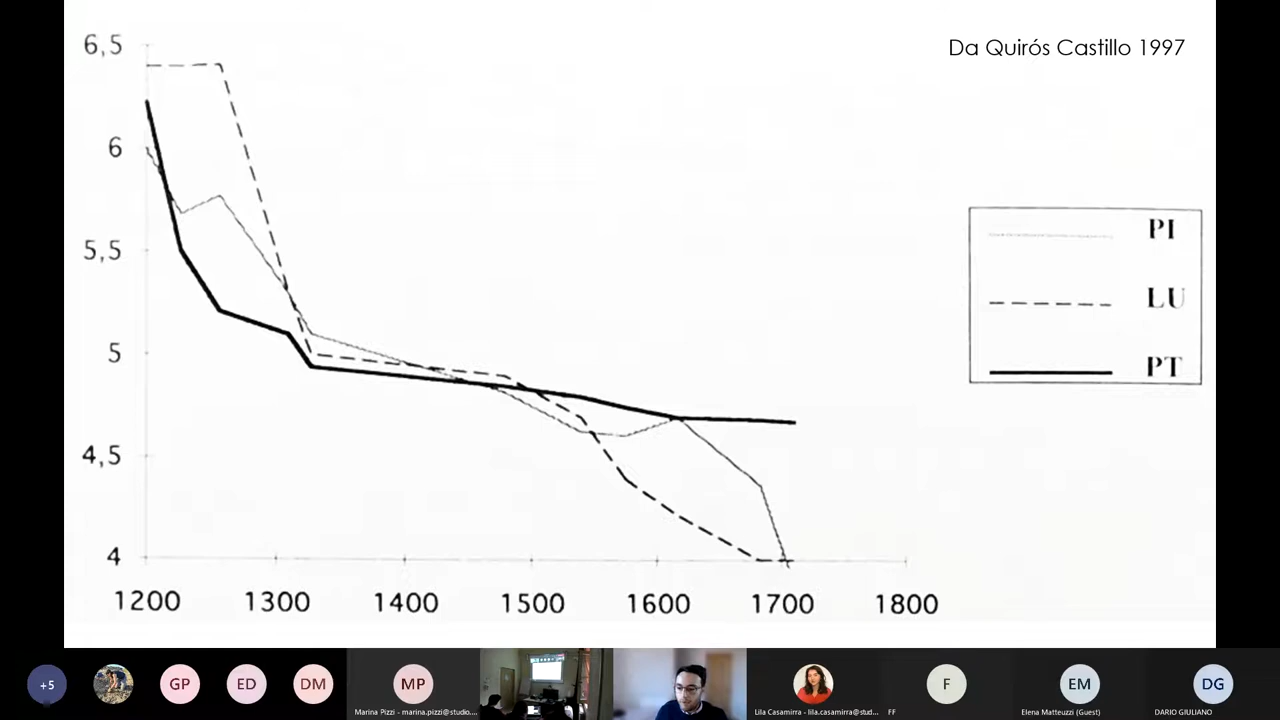 Da Quirós Castillo 1997
6,5
6
5,5
5
4,5
4
1200 1300 1400 1500 1600 1700 1800
PI
LU
PT
+5
GP
ED
DM
MP
Marina Pizzi - marina.pizzi@studio....
Lila Casamirra - lila.casamirra@stud...
F
FF
EM
Elena Matteuzzi (Guest)
DG
DARIO GIULIANO